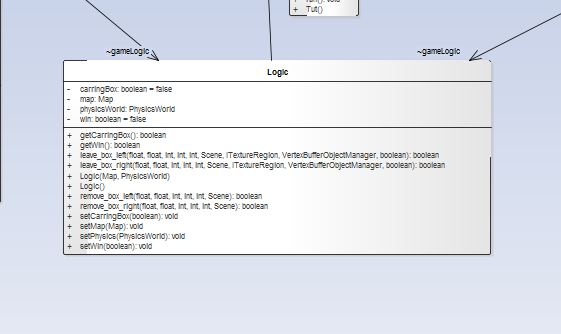 + Tut()
~gameLogic
~gameLogic
Logic
- carringBox: boolean = false
- map: Map
- physicsWorld: PhysicsWorld
- win: boolean = false
+ getCarringBox(): boolean
+ getWin(): boolean
+ leave_box_left(float, float, int, int, int, Scene, ITextureRegion, VertexBufferObjectManager, boolean): boolean
+ leave_box_right(float, float, int, int, int, Scene, ITextureRegion, VertexBufferObjectManager, boolean): boolean
+ Logic(Map, PhysicsWorld)
+ Logic()
+ remove_box_left(float, float, int, int, int, Scene): boolean
+ remove_box_right(float, float, int, int, int, Scene): boolean
+ setCarringBox(boolean): void
+ setMap(Map): void
+ setPhysics(PhysicsWorld): void
+ setWin(boolean): void